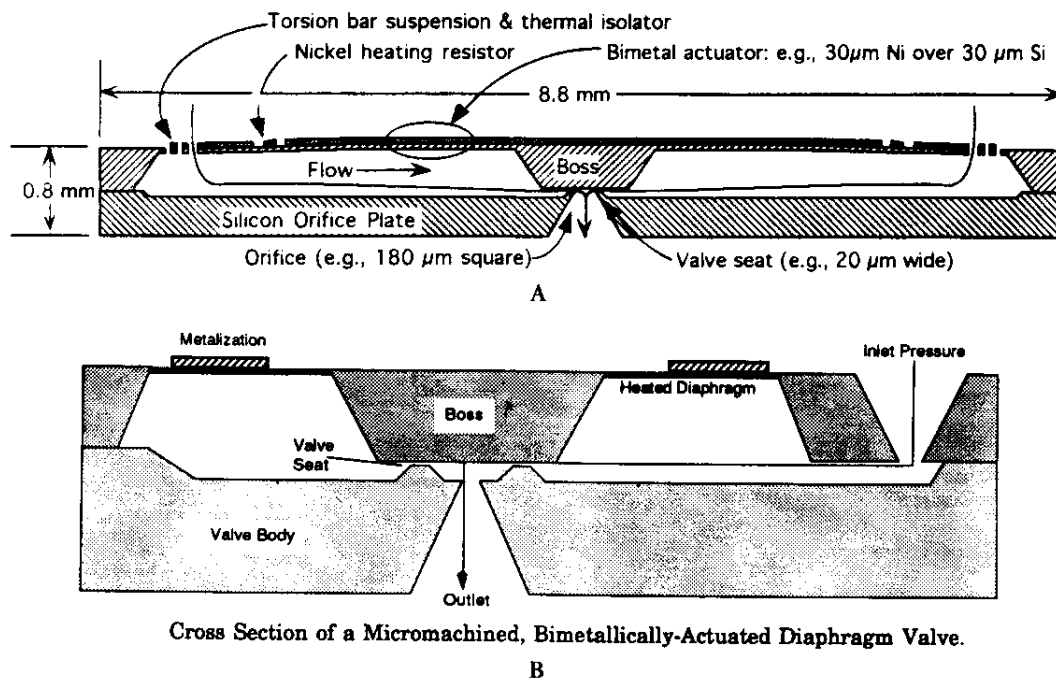 Torsion bar suspension & thermal isolator
Nickel heating resistor
Bimetal actuator: e.g., 30µm Ni over 30 µm Si
8.8 mm
Flow
Boss
0.8 mm
Silicon Orifice Plate
Orifice (e.g., 180 µm square)
Valve seat (e.g., 20 µm wide)
A
Metalization
Inlet Pressure
Heated Diaphragm
Boss
Valve
Seat
Valve Body
Outlet
Cross Section of a Micromachined, Bimetallically-Actuated Diaphragm Valve.
B